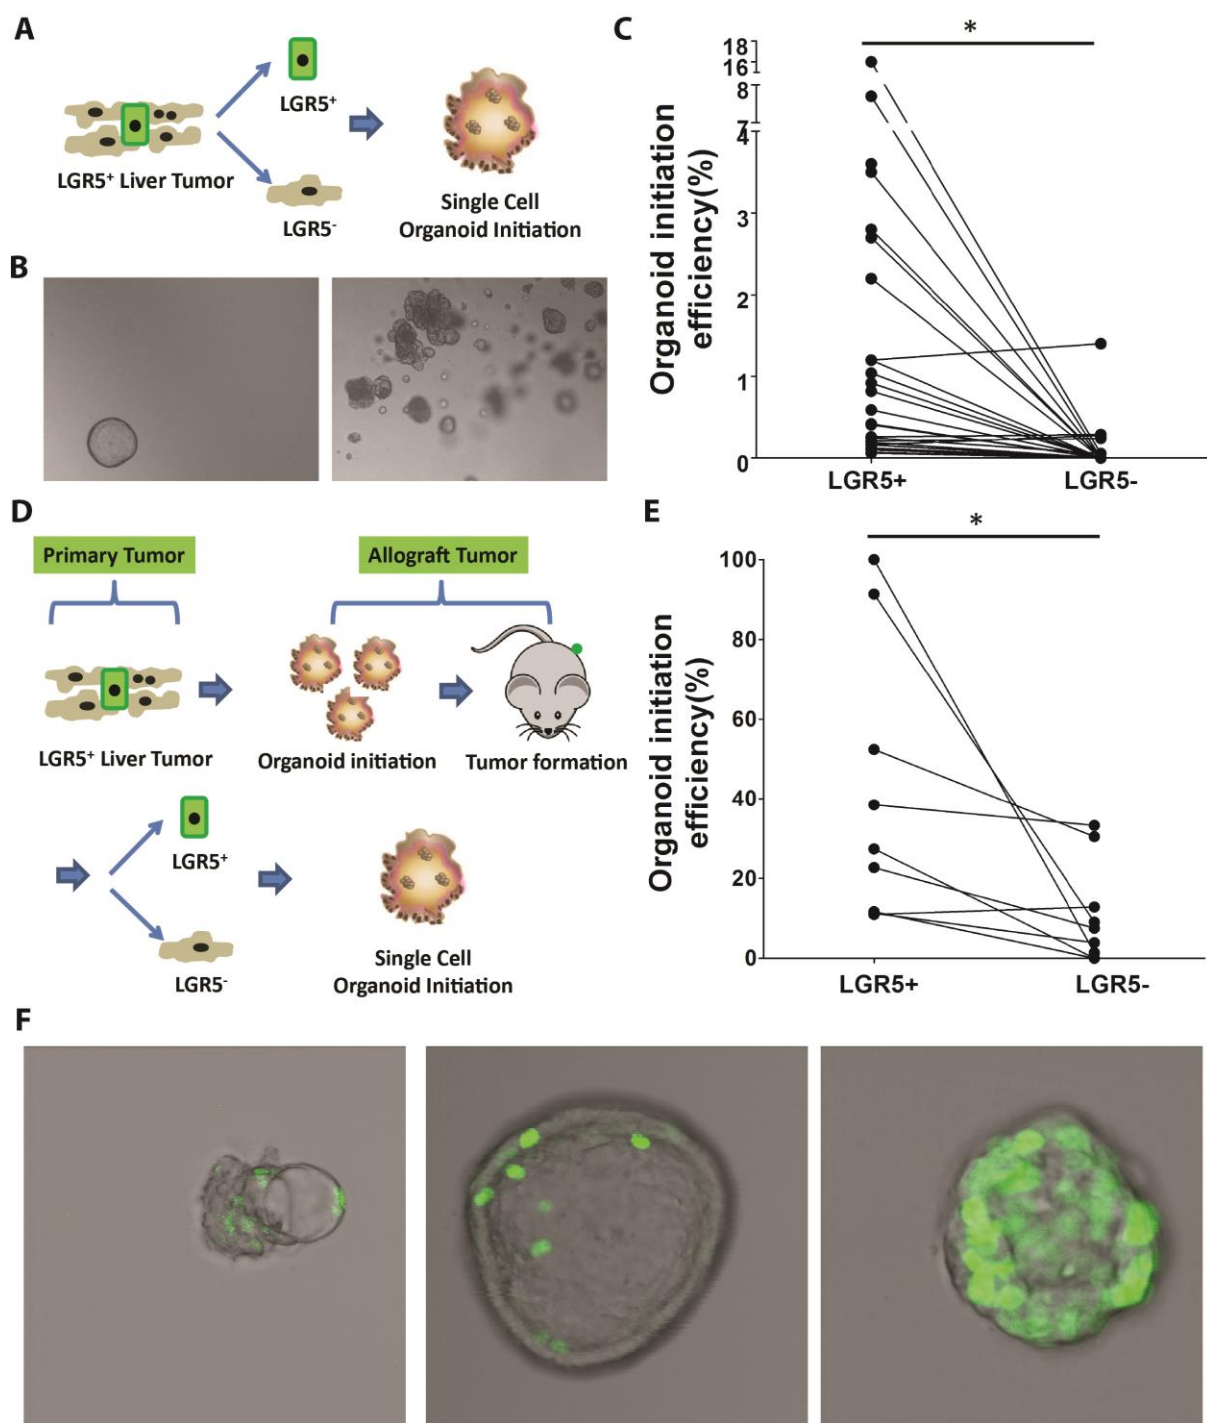 A
LGR5+
LGR5+ Liver Tumor
LGR5-
Single Cell
Organoid Initiation
B
C
*
Organoid initiation
efficiency(%)
18
16
8
7
4
3
2
1
0
LGR5+
LGR5-
D
Primary Tumor
Allograft Tumor
LGR5+ Liver Tumor
Organoid initiation
Tumor formation
LGR5+
LGR5-
Single Cell
Organoid Initiation
E
*
Organoid initiation
efficiency(%)
100
80
60
40
20
0
LGR5+
LGR5-
F